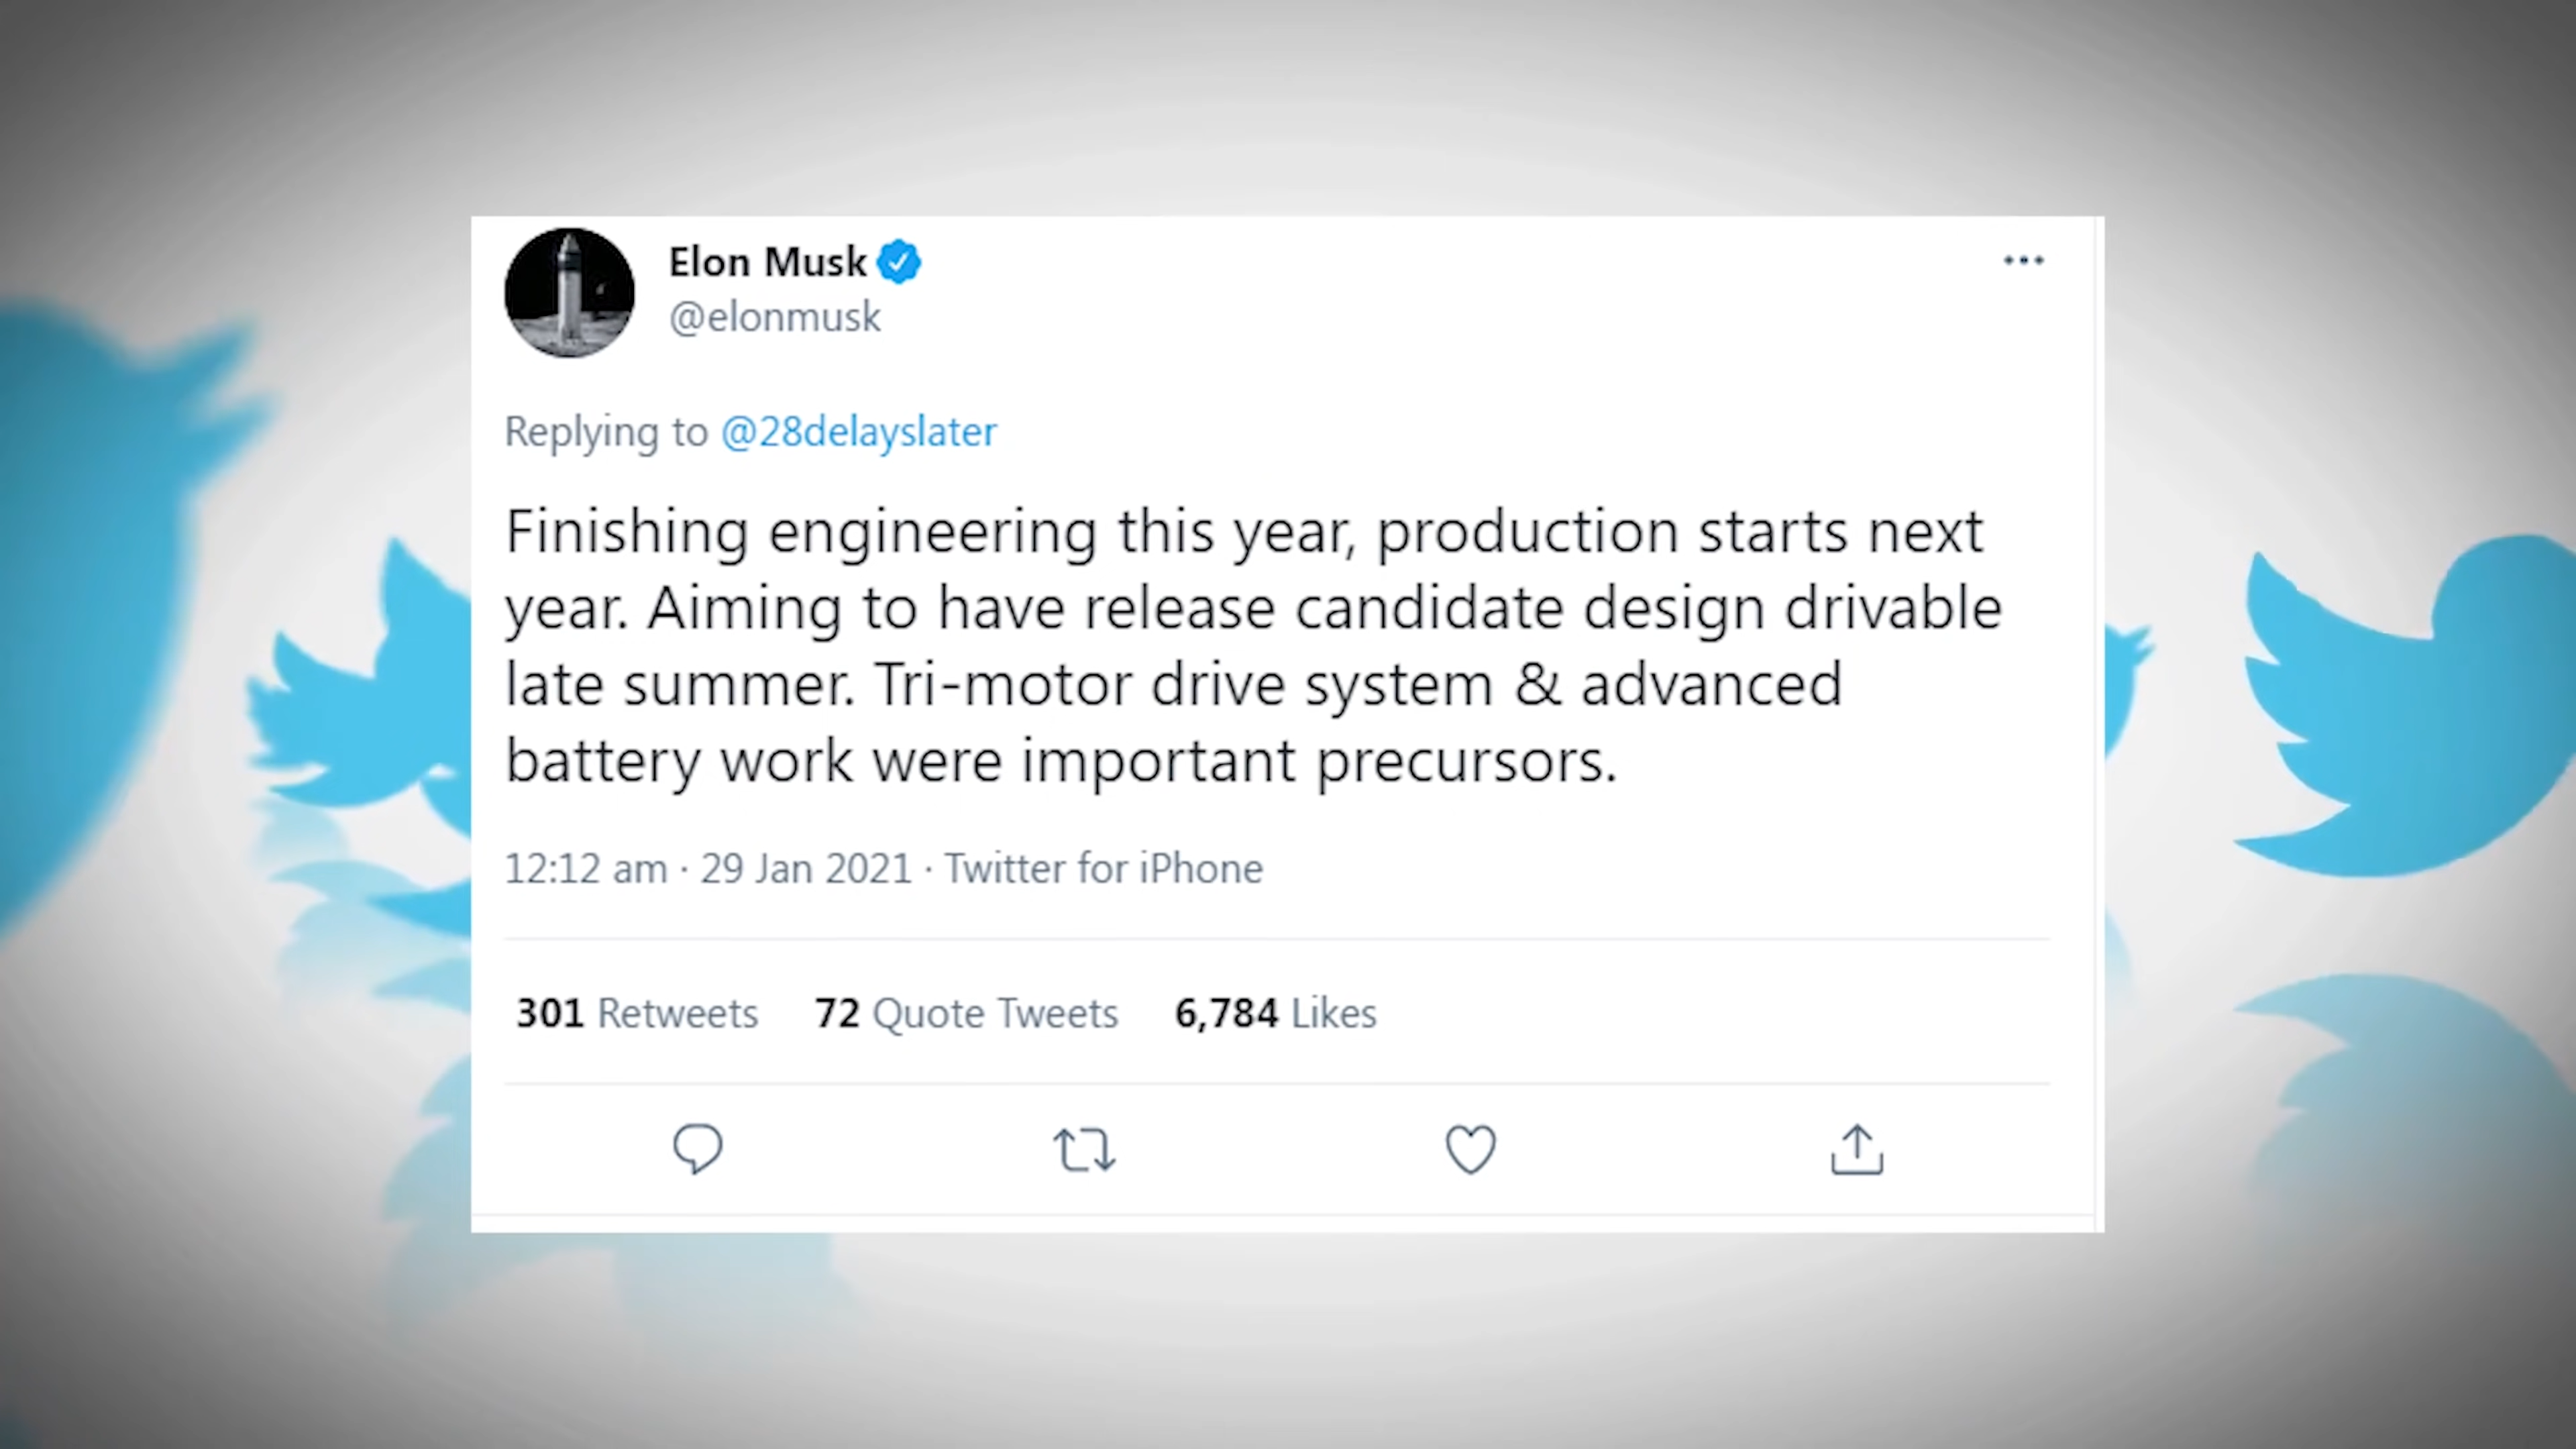 Elon Musk
@elonmusk
Replying to @28delayslater
Finishing engineering this year, production starts next
year. Aiming to have release candidate design drivable
late summer. Tri-motor drive system & advanced
battery work were important precursors.
12:12 am · 29 Jan 2021 · Twitter for iPhone
301 Retweets 72 Quote Tweets 6,784 Likes